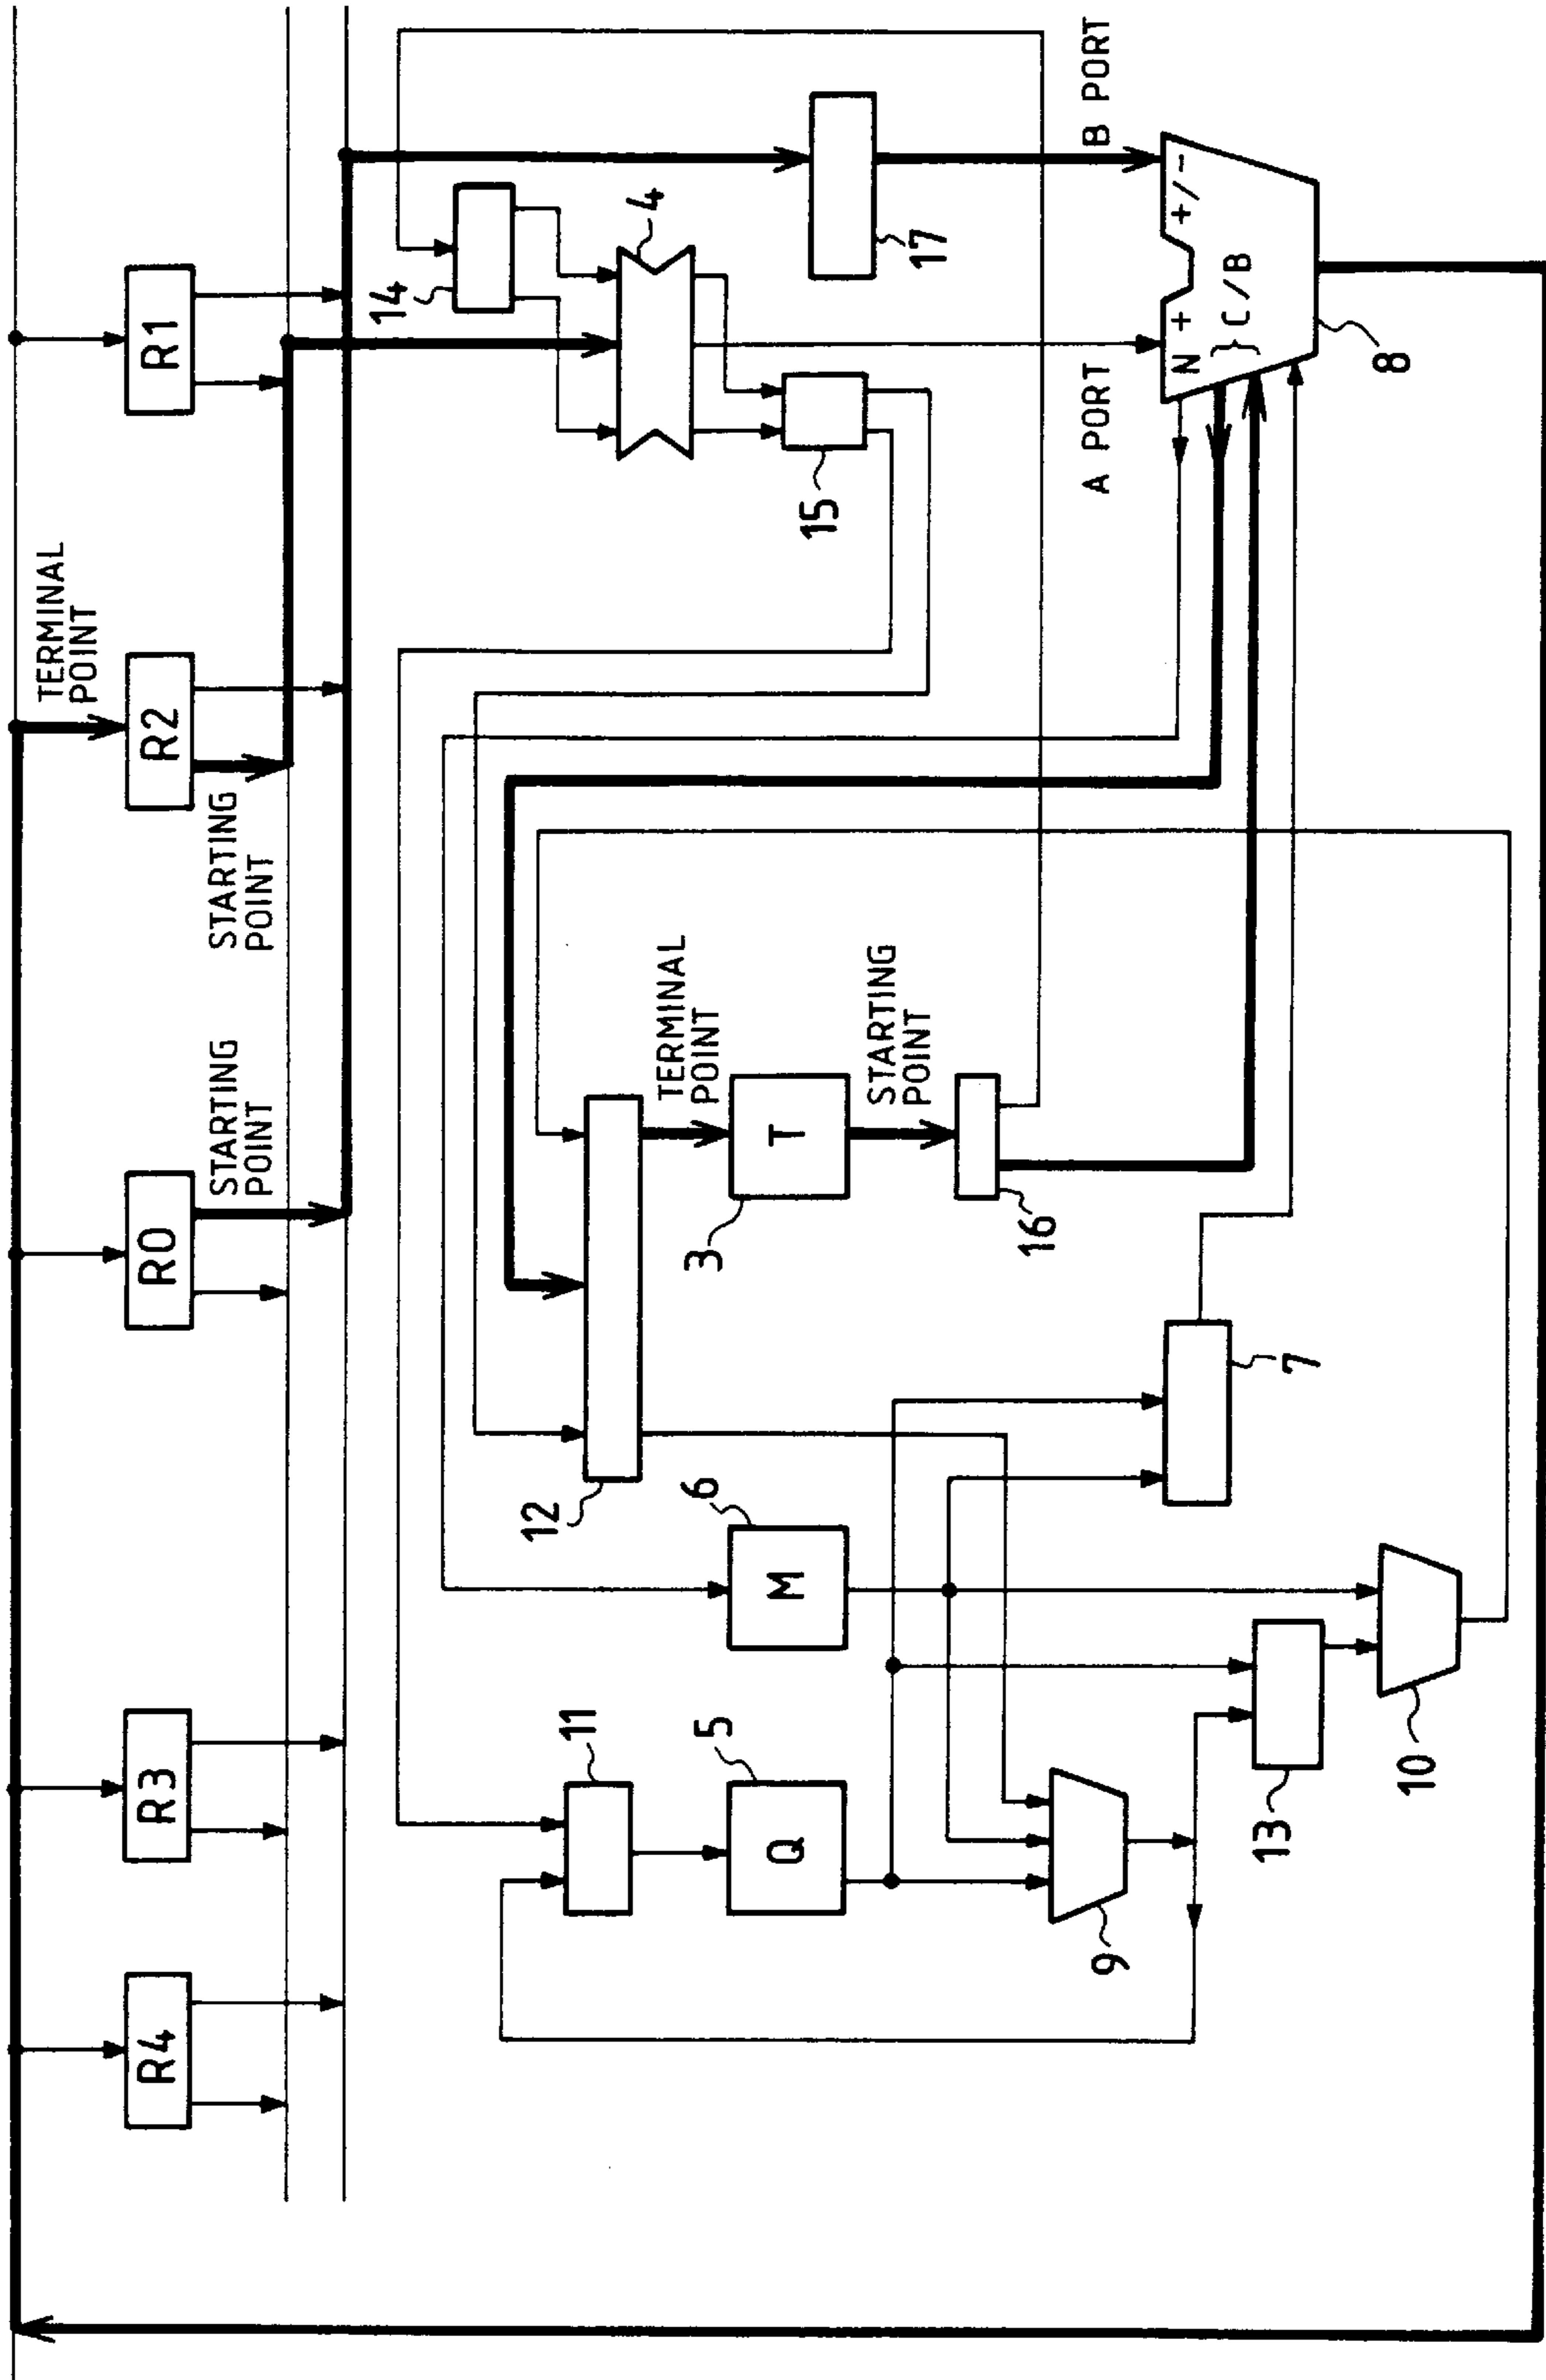 R4
R3
R0
R2
R1
TERMINAL
POINT
STARTING
POINT
STARTING
POINT
14
4
15
17
A PORT
B PORT
N
+
+/-
} C/B
8
11
5
Q
6
M
12
TERMINAL
POINT
3
T
STARTING
POINT
16
7
9
13
10